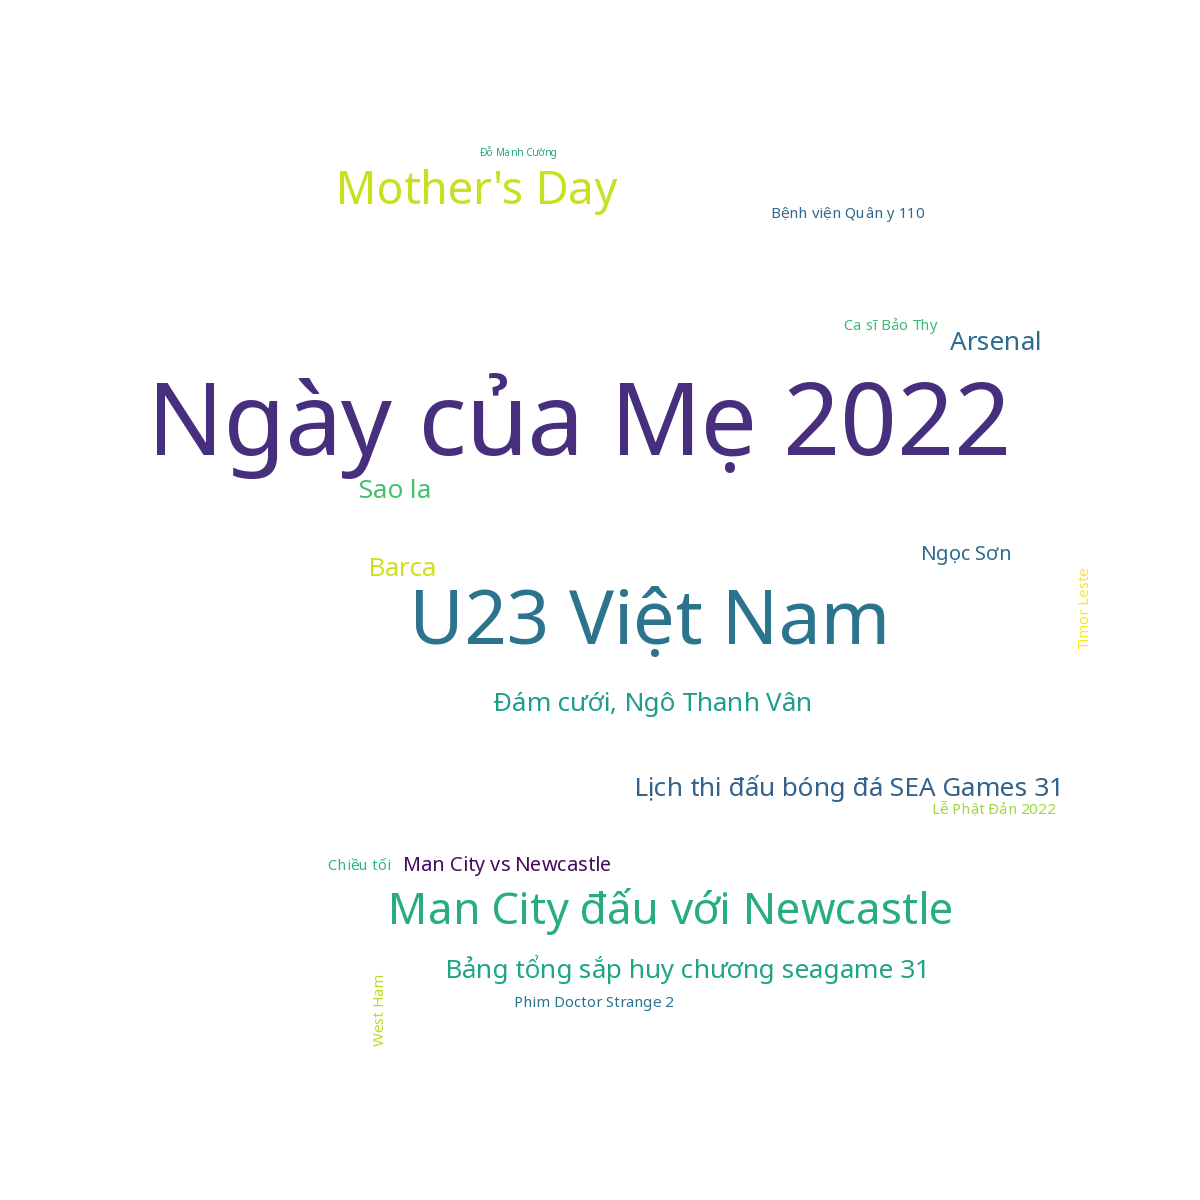 Đỗ Mạnh Cường
Mother's Day
Bệnh viện Quân y 110
Ca sĩ Bảo Thy
Arsenal
Ngày của Mẹ 2022
Sao la
Ngọc Sơn
Barca
Timor Leste
U23 Việt Nam
Đám cưới, Ngô Thanh Vân
Lịch thi đấu bóng đá SEA Games 31
Lễ Phật Đản 2022
Chiều tối
Man City vs Newcastle
Man City đấu với Newcastle
Bảng tổng sắp huy chương seagame 31
Phim Doctor Strange 2
West Ham